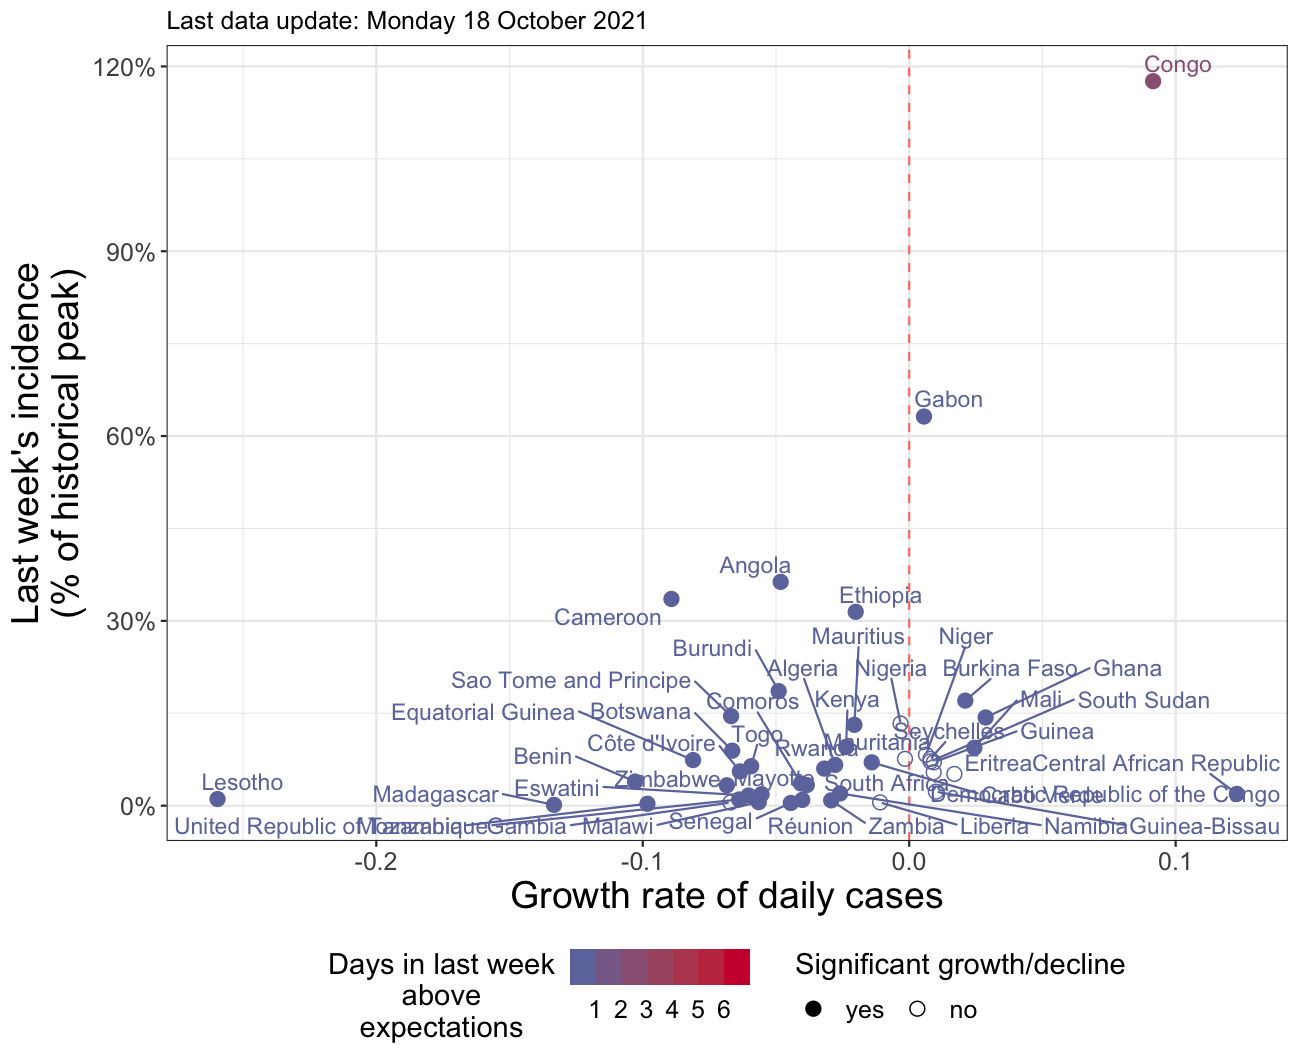 Last data update: Monday 18 October 2021
Last week's incidence
(% of historical peak)
120%
90%
60%
30%
0%
Congo
Gabon
Angola
Cameroon
Ethiopia
Mauritius
Niger
Burundi
Algeria
Nigeria
Burkina Faso
Ghana
Sao Tome and Principe
Comoros
Kenya
Mali
South Sudan
Equatorial Guinea
Botswana
Togo
Seychelles
Guinea
Côte d'Ivoire
Rwanda
Mauritania
Benin
Eritrea
Central African Republic
Lesotho
Zimbabwe
Mayotte
South Africa
Madagascar
Eswatini
Democratic Republic of the Congo
Cabo Verde
United Republic of Tanzania
Mozambique
Gambia
Malawi
Senegal
Réunion
Zambia
Liberia
Namibia
Guinea-Bissau
-0.2
-0.1
0.0
0.1
Growth rate of daily cases
Days in last week
above
expectations
1 2 3 4 5 6
Significant growth/decline
yes
no